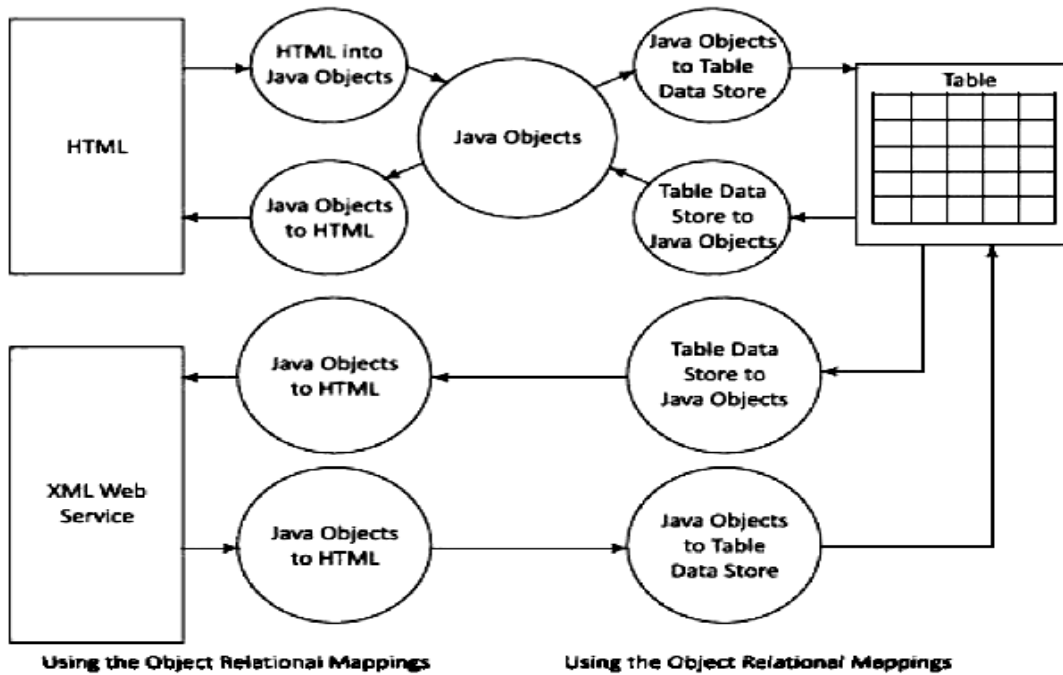 HTML
HTML into
Java Objects
Java Objects
to HTML
Java Objects
Java Objects
to Table
Data Store
Table Data
Store to
Java Objects
Table
XML Web
Service
Java Objects
to HTML
Table Data
Store to
Java Objects
Java Objects
to HTML
Java Objects
to Table
Data Store
Using the Object Relational Mappings
Using the Object Relational Mappings